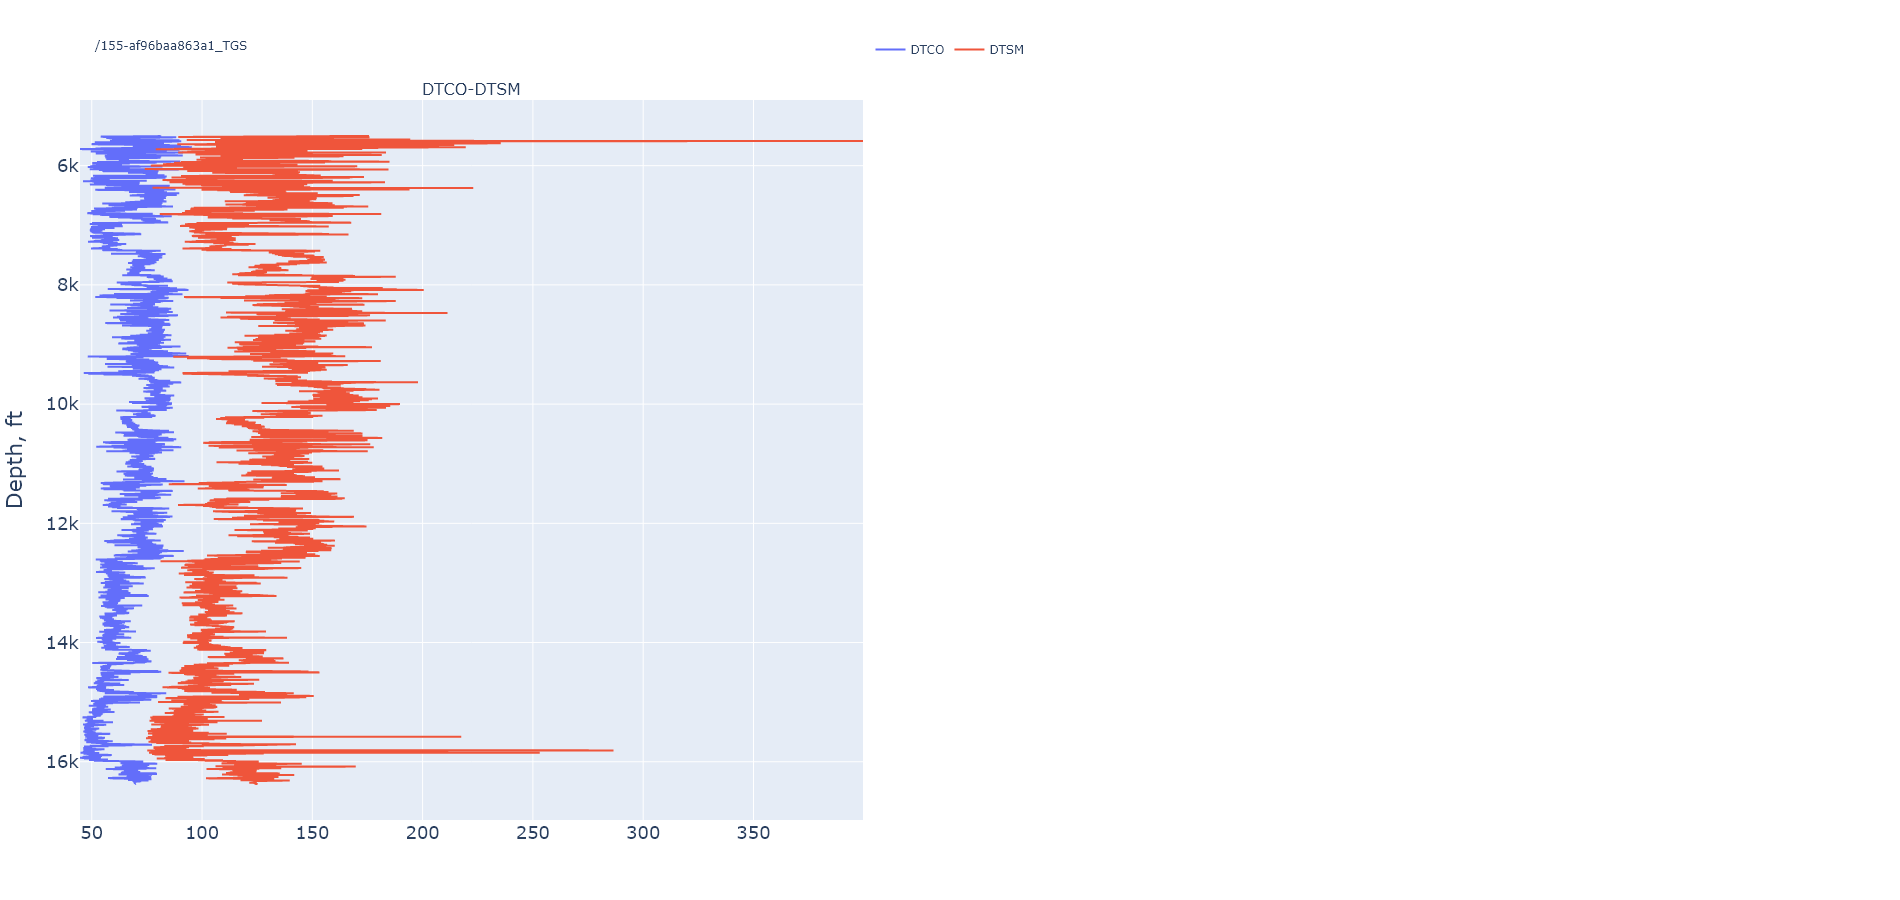 /155-af96baa863a1_TGS
DTCO DTSM
DTCO-DTSM
6k
8k
10k
12k
14k
16k
Depth, ft
50 100 150 200 250 300 350